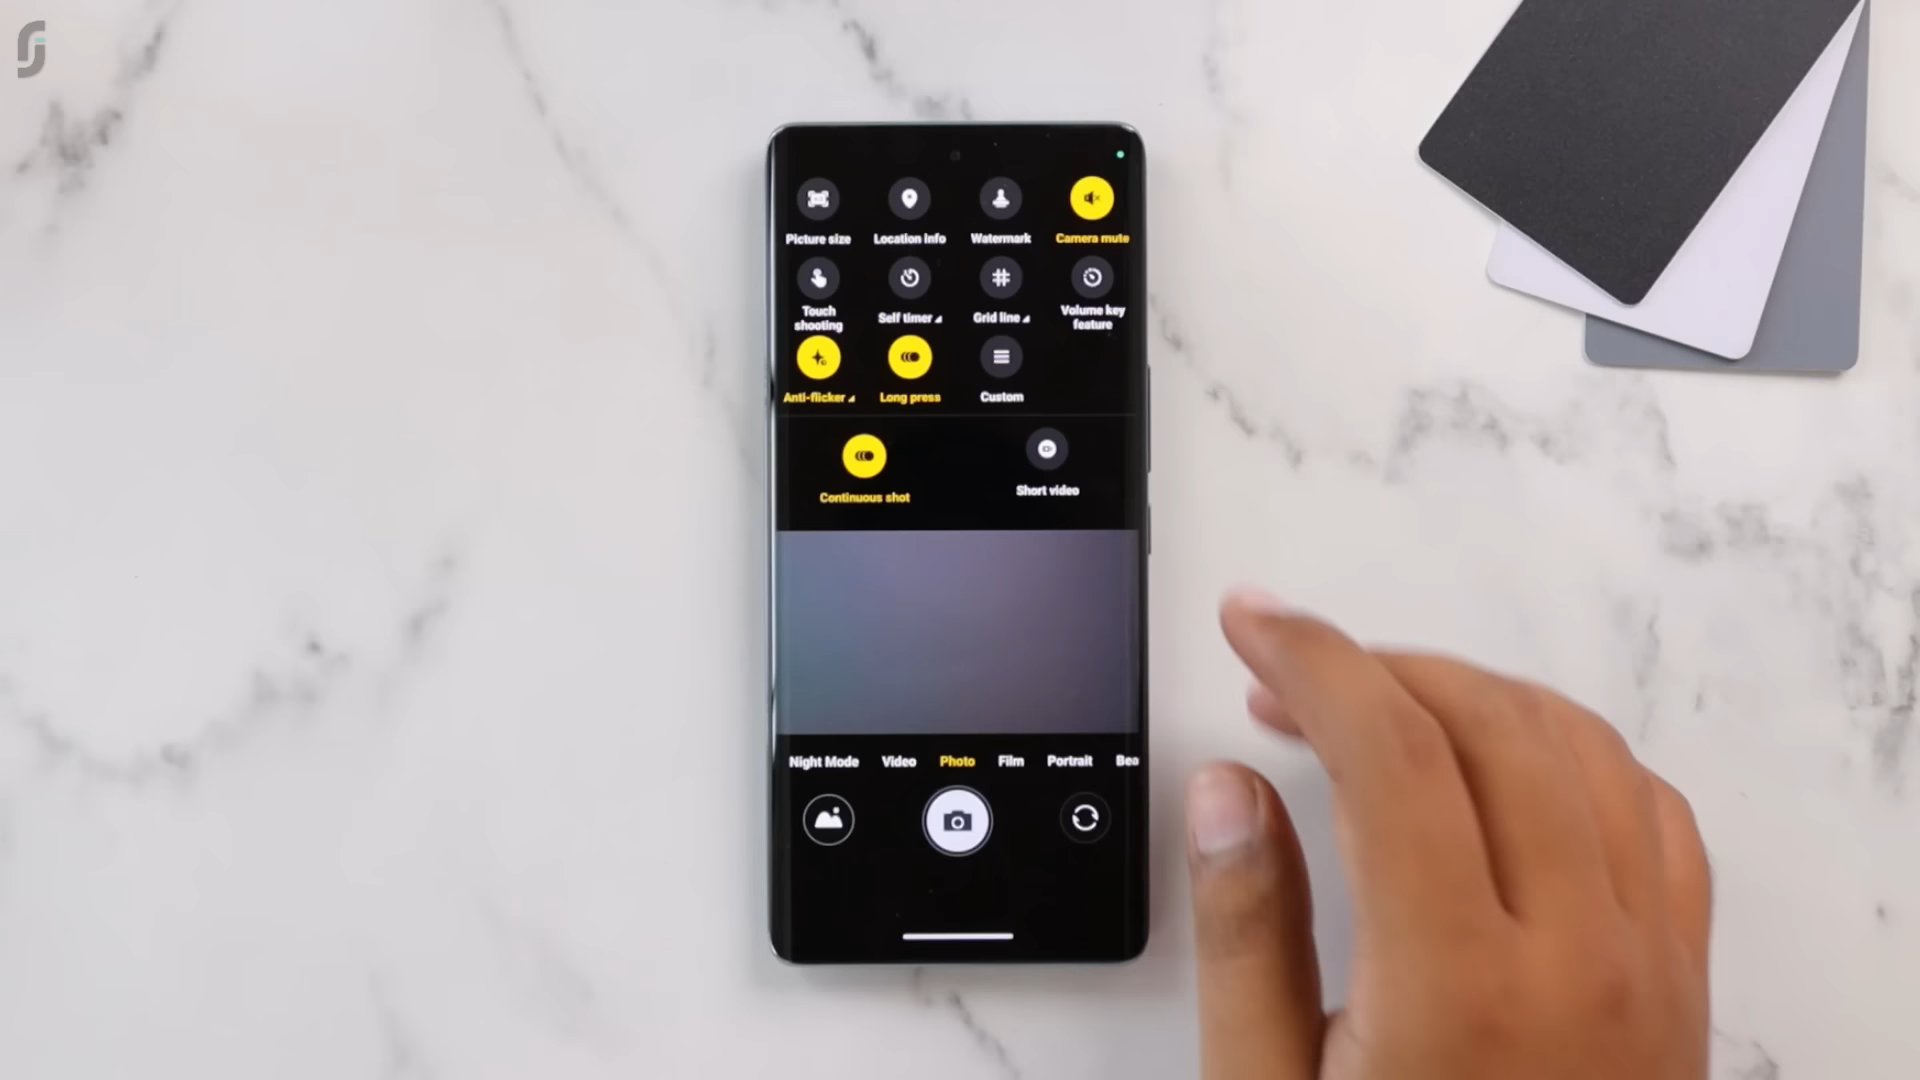 Picture size
Location info
Watermark
Camera mute
Touch
shooting
Self timer
Grid line
Volume key
feature
Anti-flicker
Long press
Custom
Continuous shot
Short video
Night Mode
Video
Photo
Film
Portrait
Bea